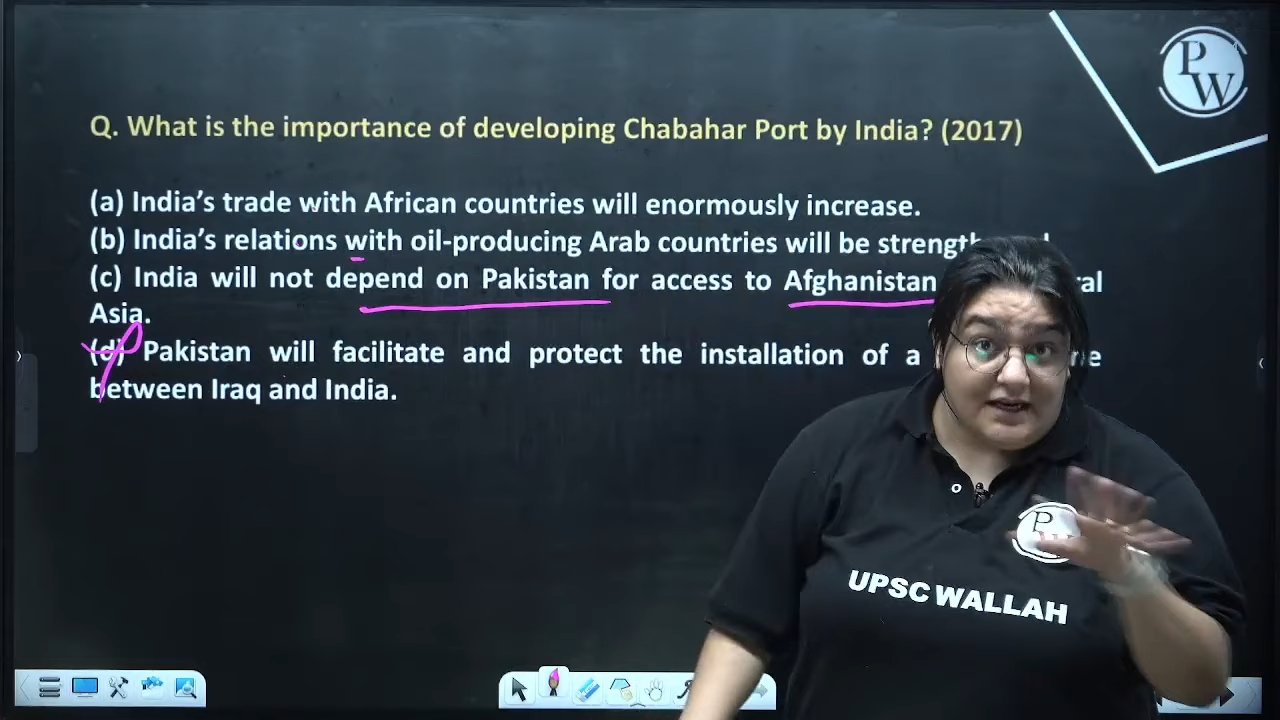 P
W
Q. What is the importance of developing Chabahar Port by India? (2017)
(a) India’s trade with African countries will enormously increase.
(b) India’s relations with oil-producing Arab countries will be
(c) India will not depend on Pakistan for access to Afghanistan
Asia.
(d) Pakistan will facilitate and protect the installation of a
between Iraq and India.
P
W
UPSC WALLAH